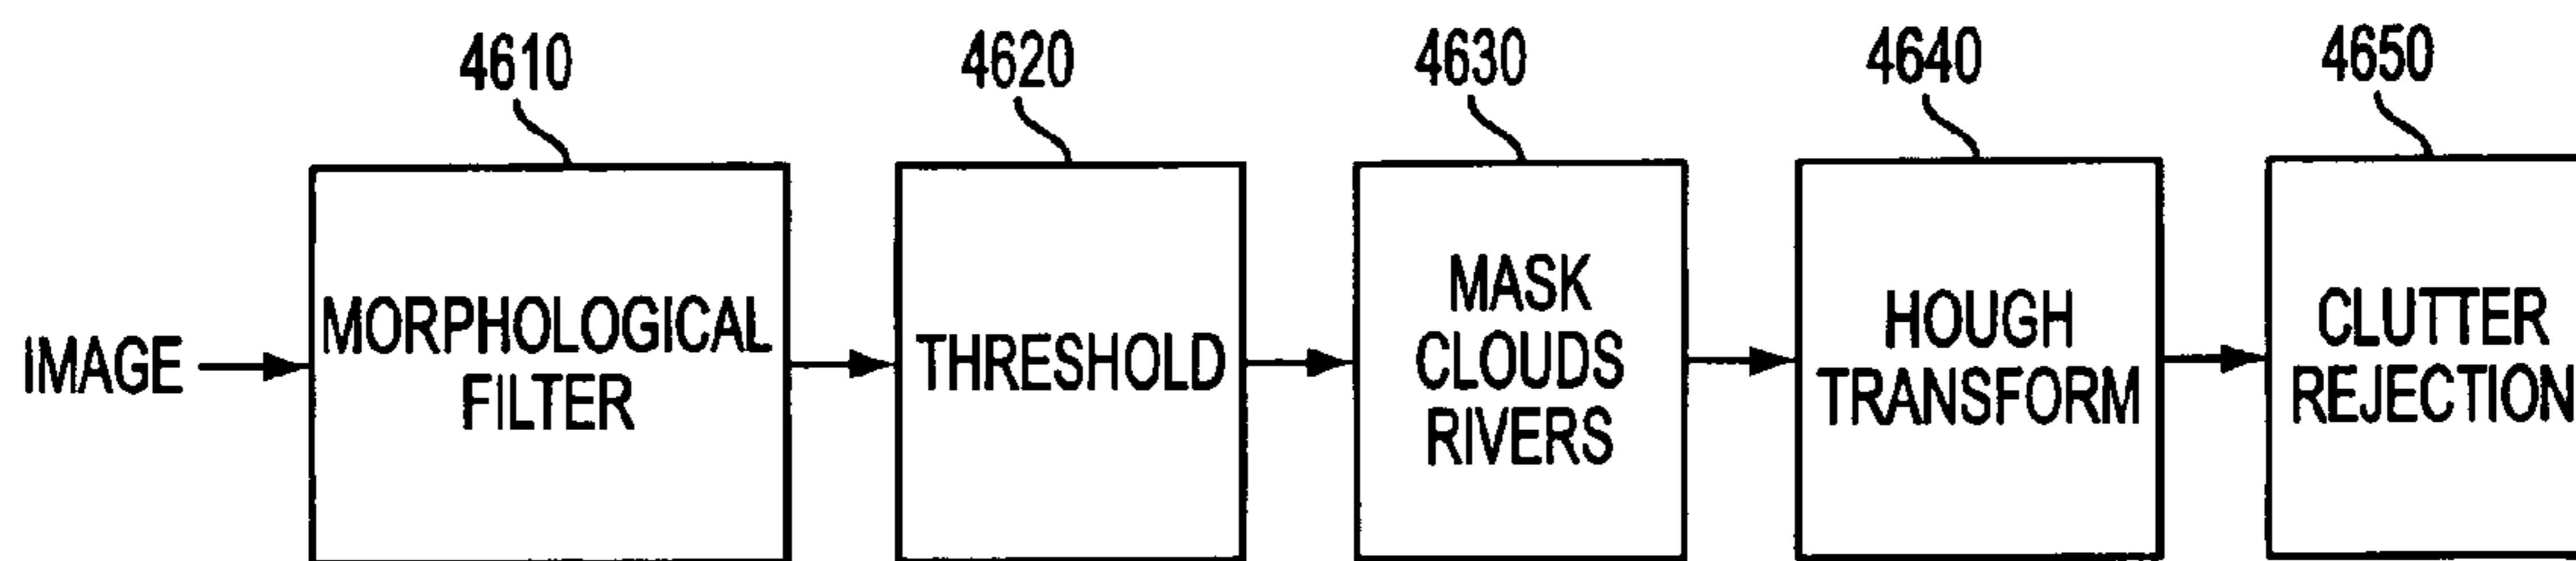 4610 4620 4630 4640 4650
IMAGE
MORPHOLOGICAL
FILTER
THRESHOLD
MASK
CLOUDS
RIVERS
HOUGH
TRANSFORM
CLUTTER
REJECTION